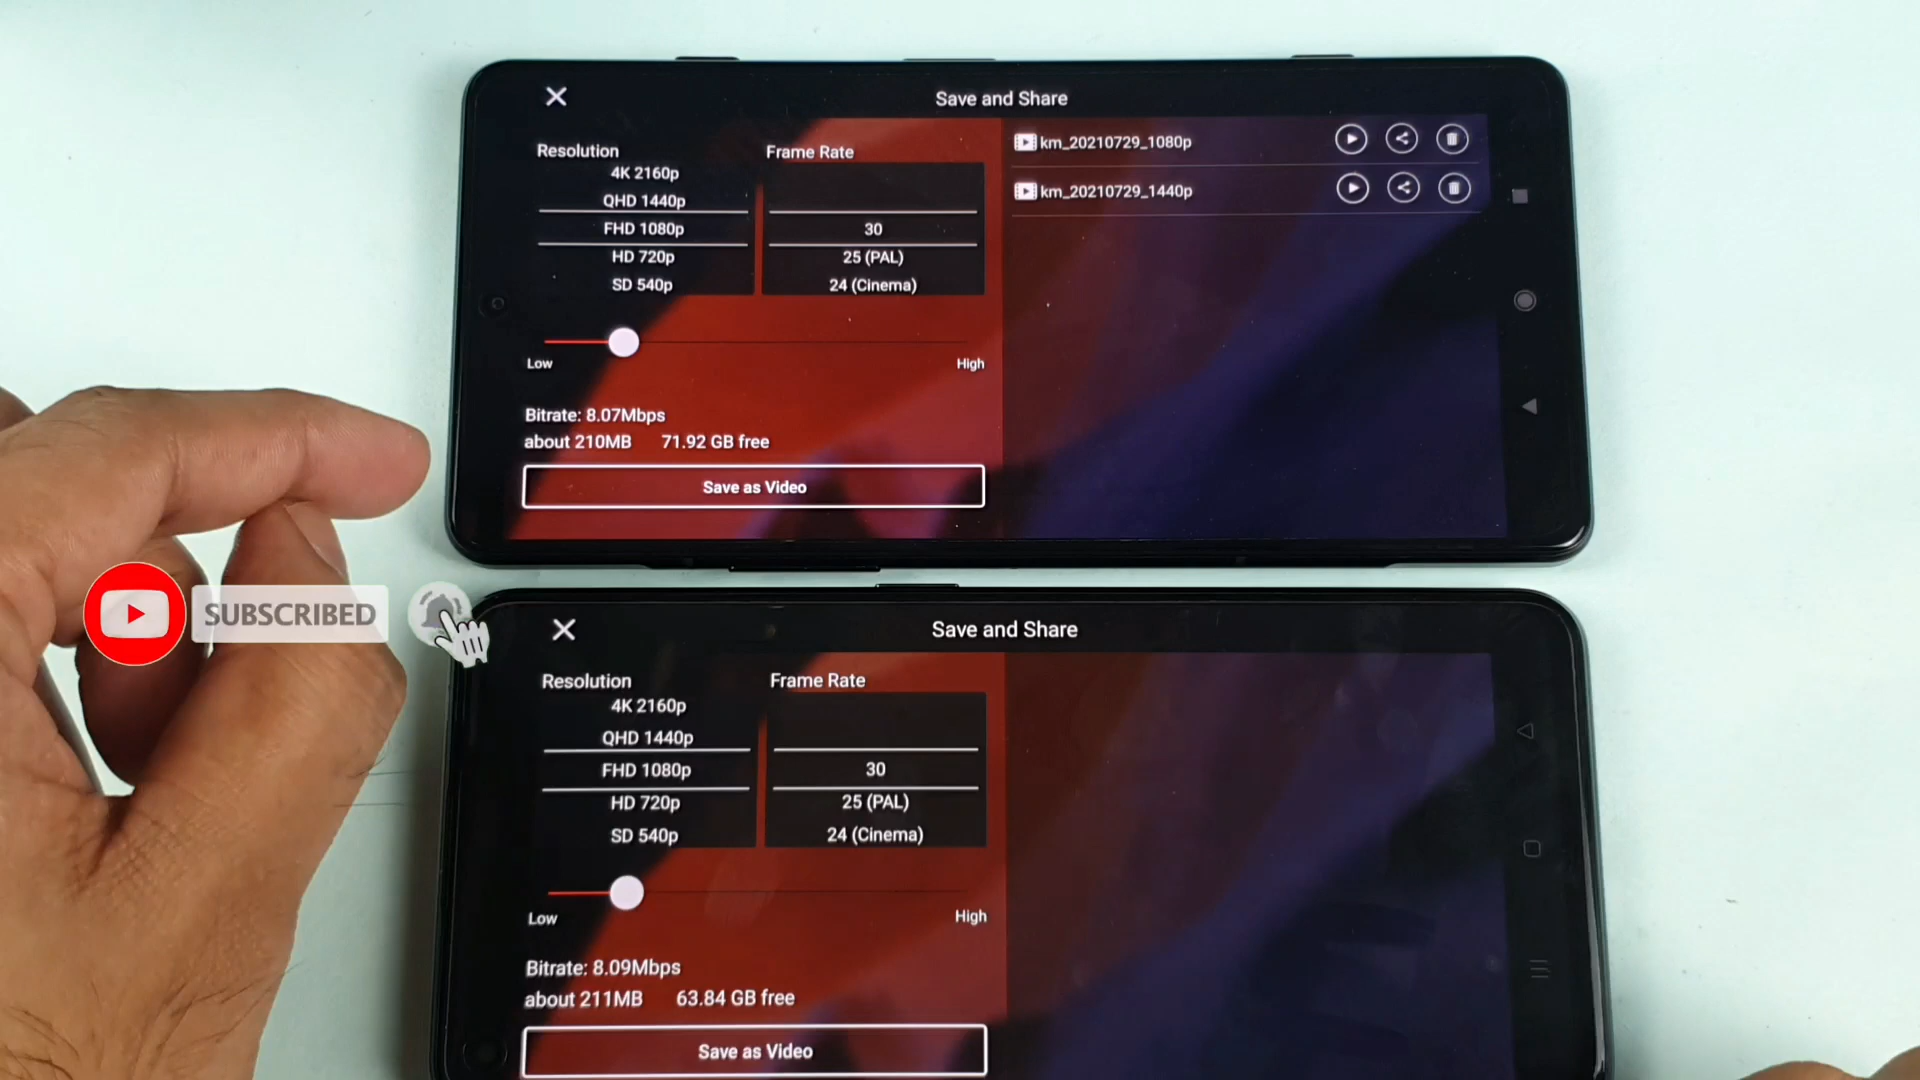 Save and Share
Resolution
Frame Rate
4K 2160p
QHD 1440p
FHD 1080p
HD 720p
SD 540p
30
25 (PAL)
24 (Cinema)
Low
High
Bitrate: 8.07Mbps
about 210MB 71.92 GB free
Save as Video
km_20210729_1080p
km_20210729_1440p
SUBSCRIBED
Save and Share
Resolution
Frame Rate
4K 2160p
QHD 1440p
FHD 1080p
HD 720p
SD 540p
30
25 (PAL)
24 (Cinema)
Low
High
Bitrate: 8.09Mbps
about 211MB 63.84 GB free
Save as Video